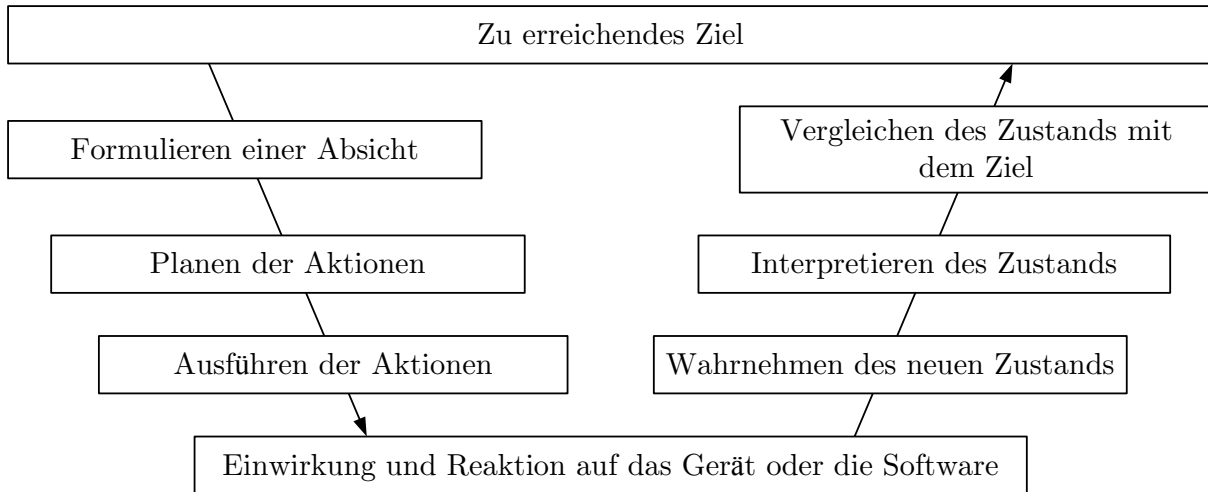 Zu erreichendes Ziel
Formulieren einer Absicht
Planen der Aktionen
Ausführen der Aktionen
Einwirkung und Reaktion auf das Gerät oder die Software
Wahrnehmen des neuen Zustands
Interpretieren des Zustands
Vergleichen des Zustands mit
dem Ziel